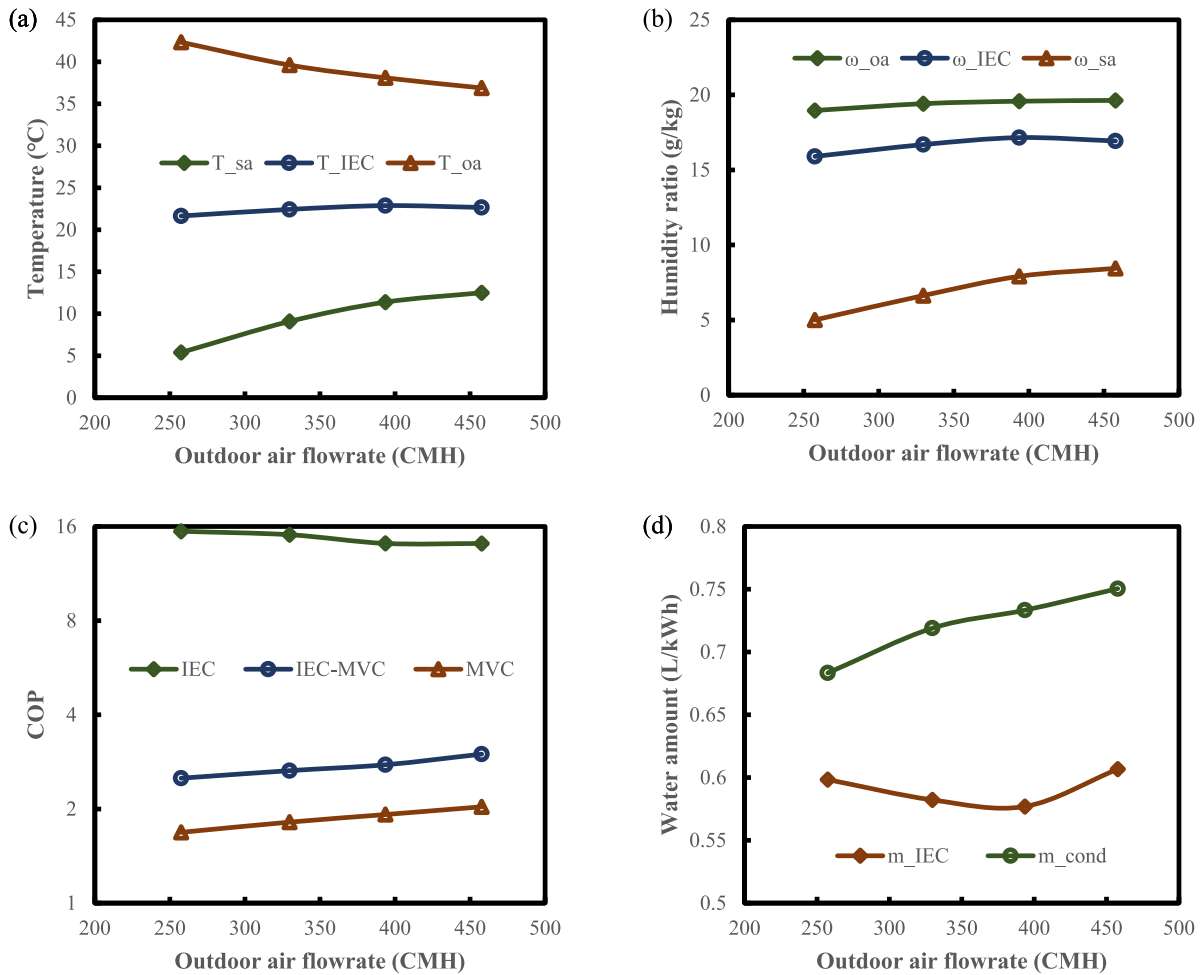 (a)
Temperature (°C)
45
40
35
30
25
20
15
10
5
0
T_sa T_IEC T_oa
200 250 300 350 400 450 500
Outdoor air flowrate (CMH)
(b)
Humidity ratio (g/kg)
25
20
15
10
5
0
ω_oa ω_IEC ω_sa
200 250 300 350 400 450 500
Outdoor air flowrate (CMH)
(c)
COP
16
8
4
2
1
IEC IEC-MVC MVC
200 250 300 350 400 450 500
Outdoor air flowrate (CMH)
(d)
Water amount (L/kWh)
0.8
0.75
0.7
0.65
0.6
0.55
0.5
m_IEC m_cond
200 250 300 350 400 450 500
Outdoor air flowrate (CMH)